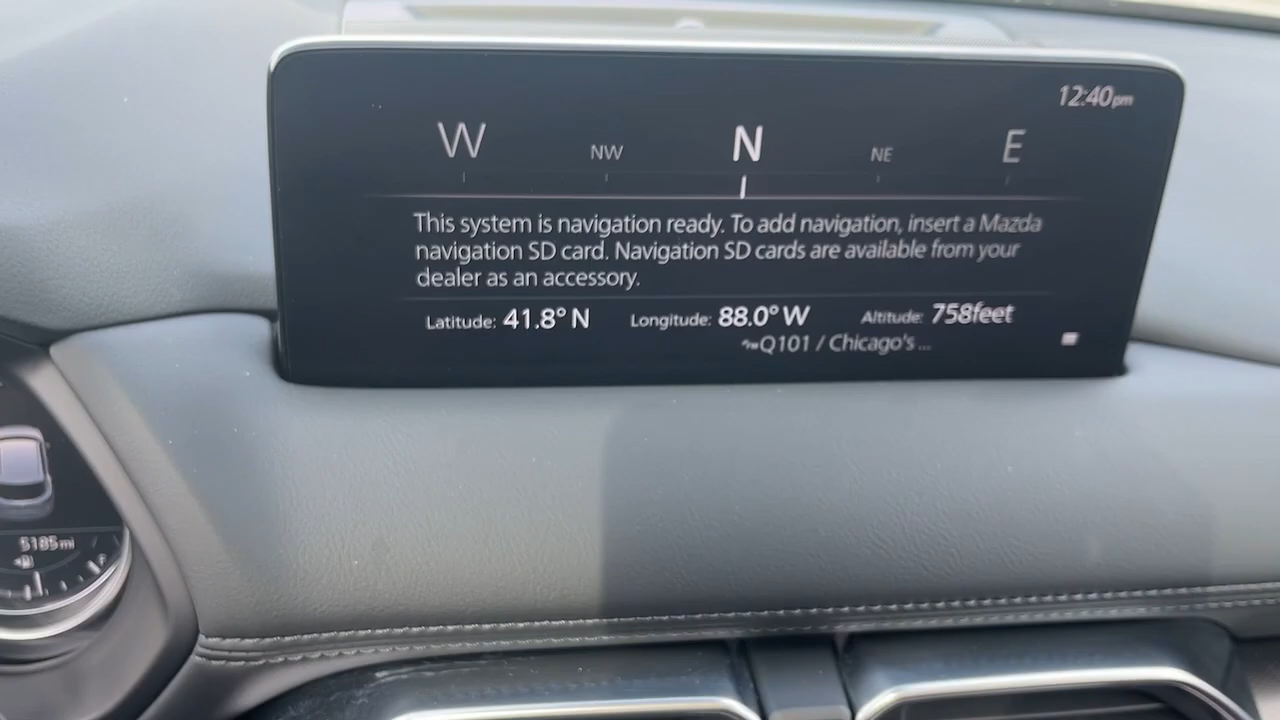 12:40pm
W NW N NE E
This system is navigation ready. To add navigation, insert a Mazda
navigation SD card. Navigation SD cards are available from your
dealer as an accessory.
Latitude: 41.8° N Longitude: 88.0° W Altitude: 758feet
Q101 / Chicago's ...
5185mi